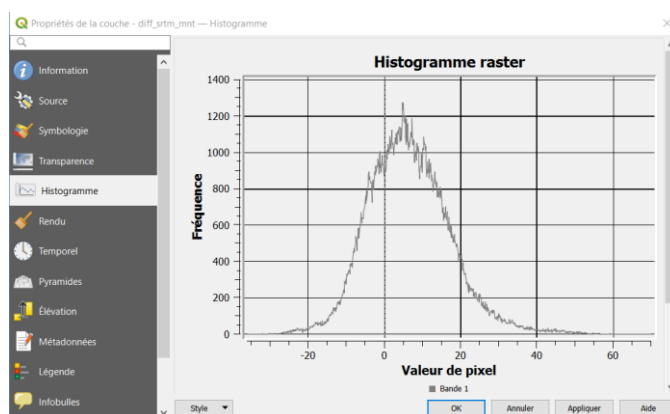 Propriétés de la couche - diff_srtm_mnt — Histogramme
Information
Source
Symbologie
Transparence
Histogramme
Rendu
Temporel
Pyramides
Élévation
Métadonnées
Légende
Infobulles
Histogramme raster
Fréquence
1400
1200
1000
800
600
400
200
0
-20 0 20 40 60
Valeur de pixel
Bande 1
Style OK Annuler Appliquer Aide